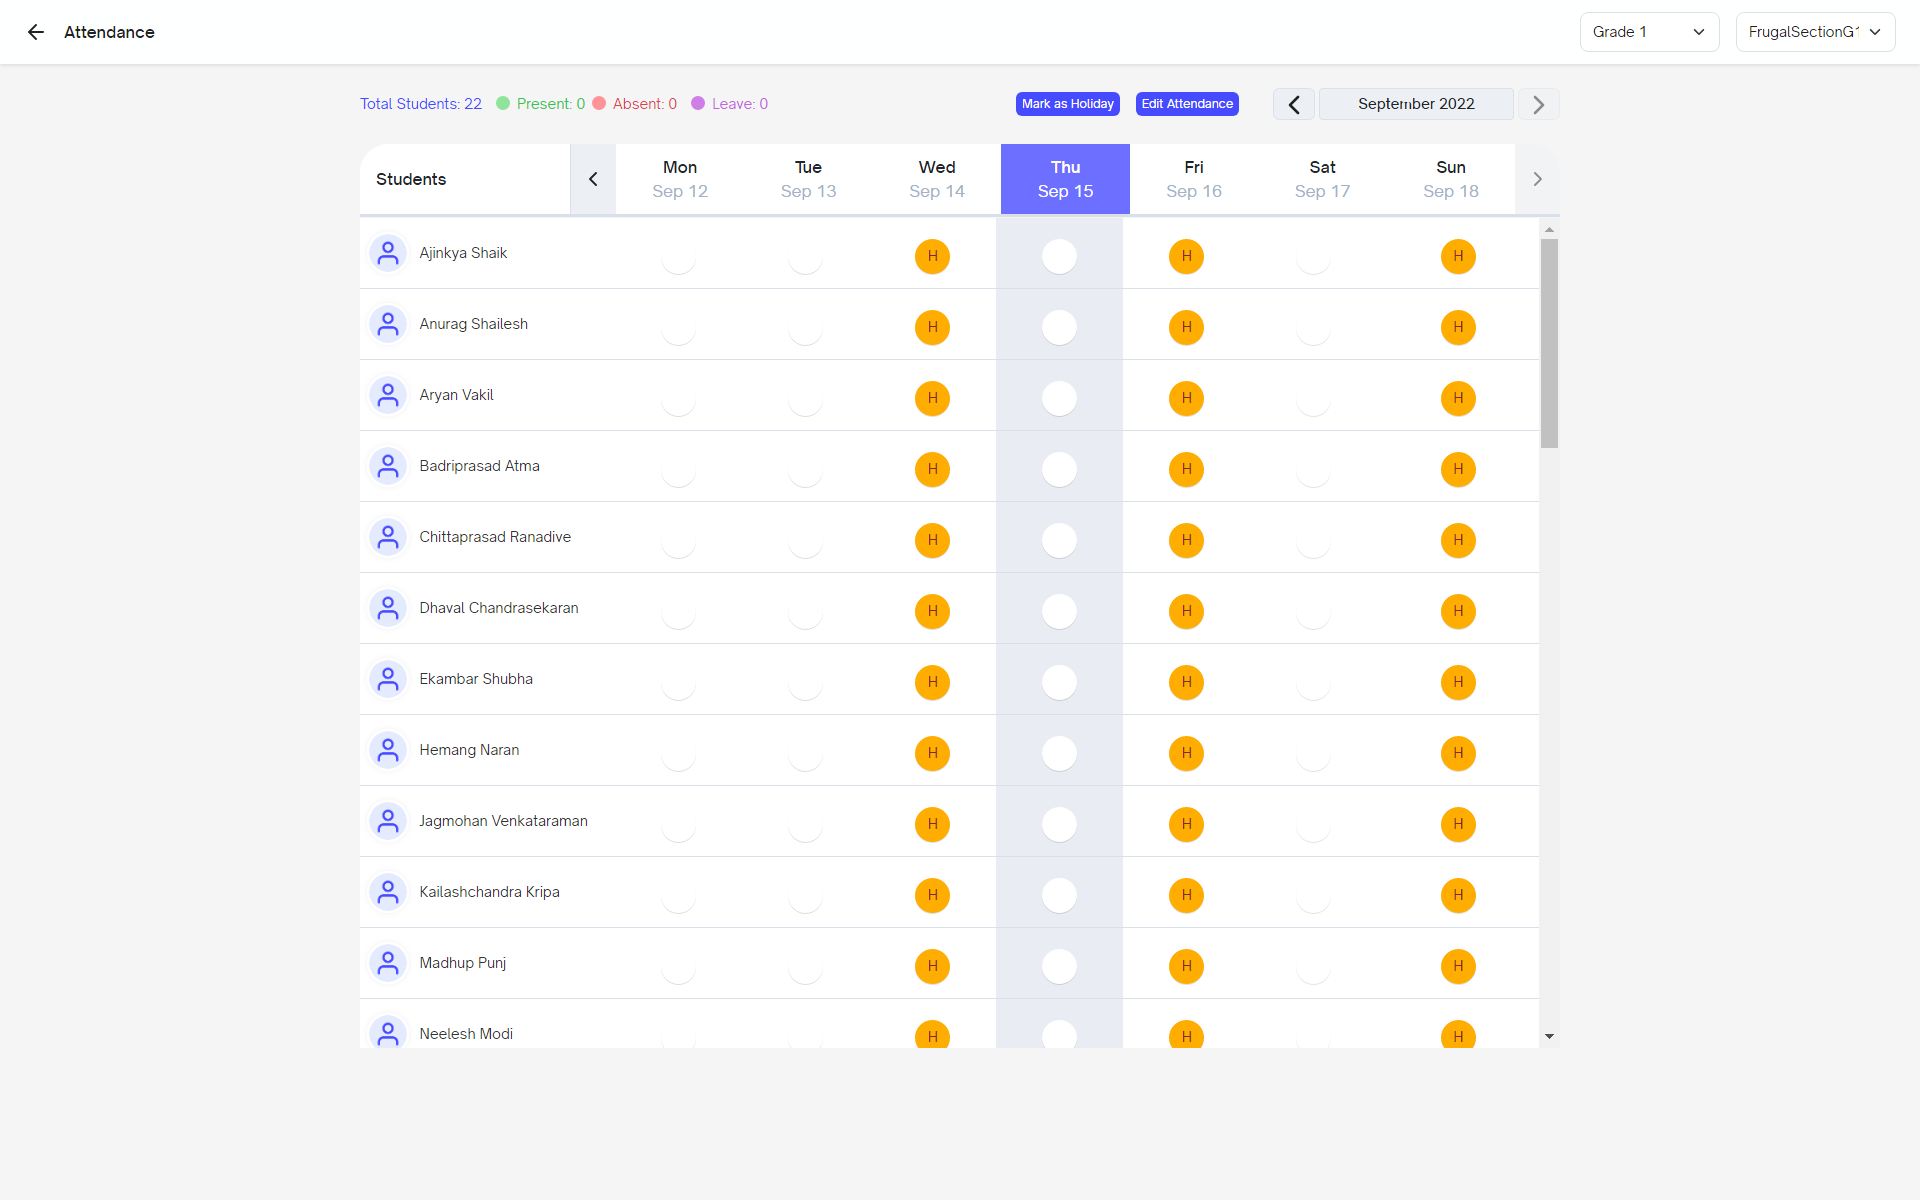 Attendance
Grade 1
FrugalSectionG1
Total Students: 22 Present: 0 Absent: 0 Leave: 0
Mark as Holiday
Edit Attendance
September 2022
Students
Mon Tue Wed Thu Fri Sat Sun
Sep 12 Sep 13 Sep 14 Sep 15 Sep 16 Sep 17 Sep 18
Ajinkya Shaik H H H
Anurag Shailesh H H H
Aryan Vakil H H H
Badriprasad Atma H H H
Chittaprasad Ranadive H H H
Dhaval Chandrasekaran H H H
Ekambar Shubha H H H
Hemang Naran H H H
Jagmohan Venkataraman H H H
Kailashchandra Kripa H H H
Madhup Punj H H H
Neelesh Modi H H H